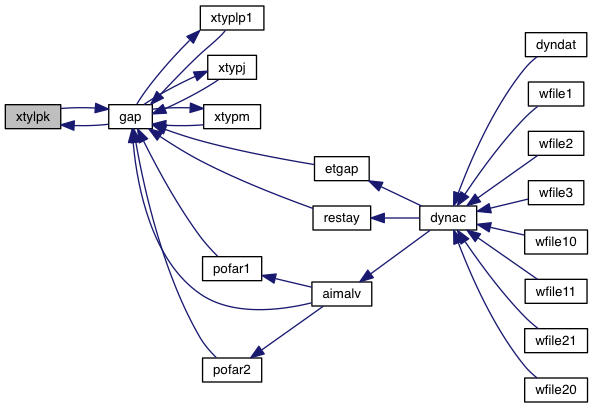 xtylpk
gap
xtyplp1
xtypj
xtypm
etgap
restay
pofar1
aimalv
pofar2
dynac
dyndat
wfile1
wfile2
wfile3
wfile10
wfile11
wfile21
wfile20